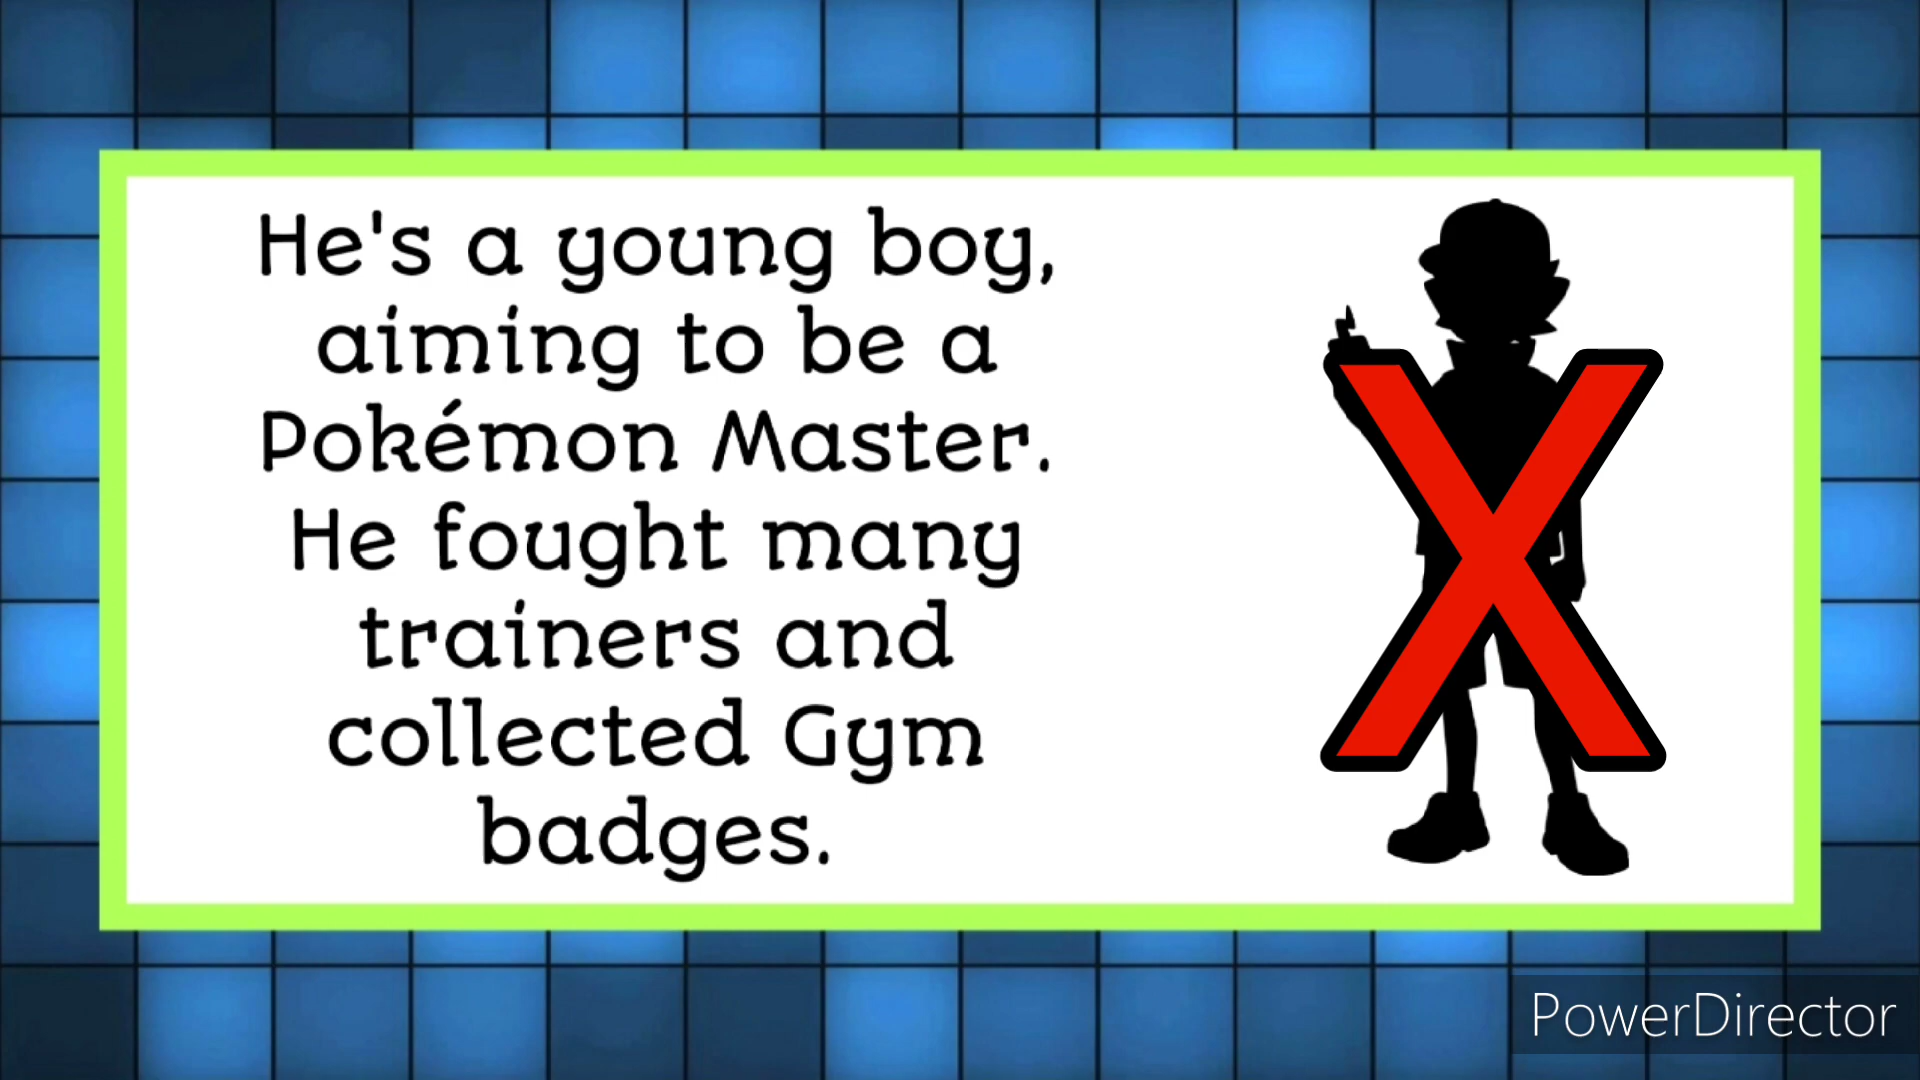 He's a young boy,
aiming to be a
Pokémon Master.
He fought many
trainers and
collected Gym
badges.
X
PowerDirector